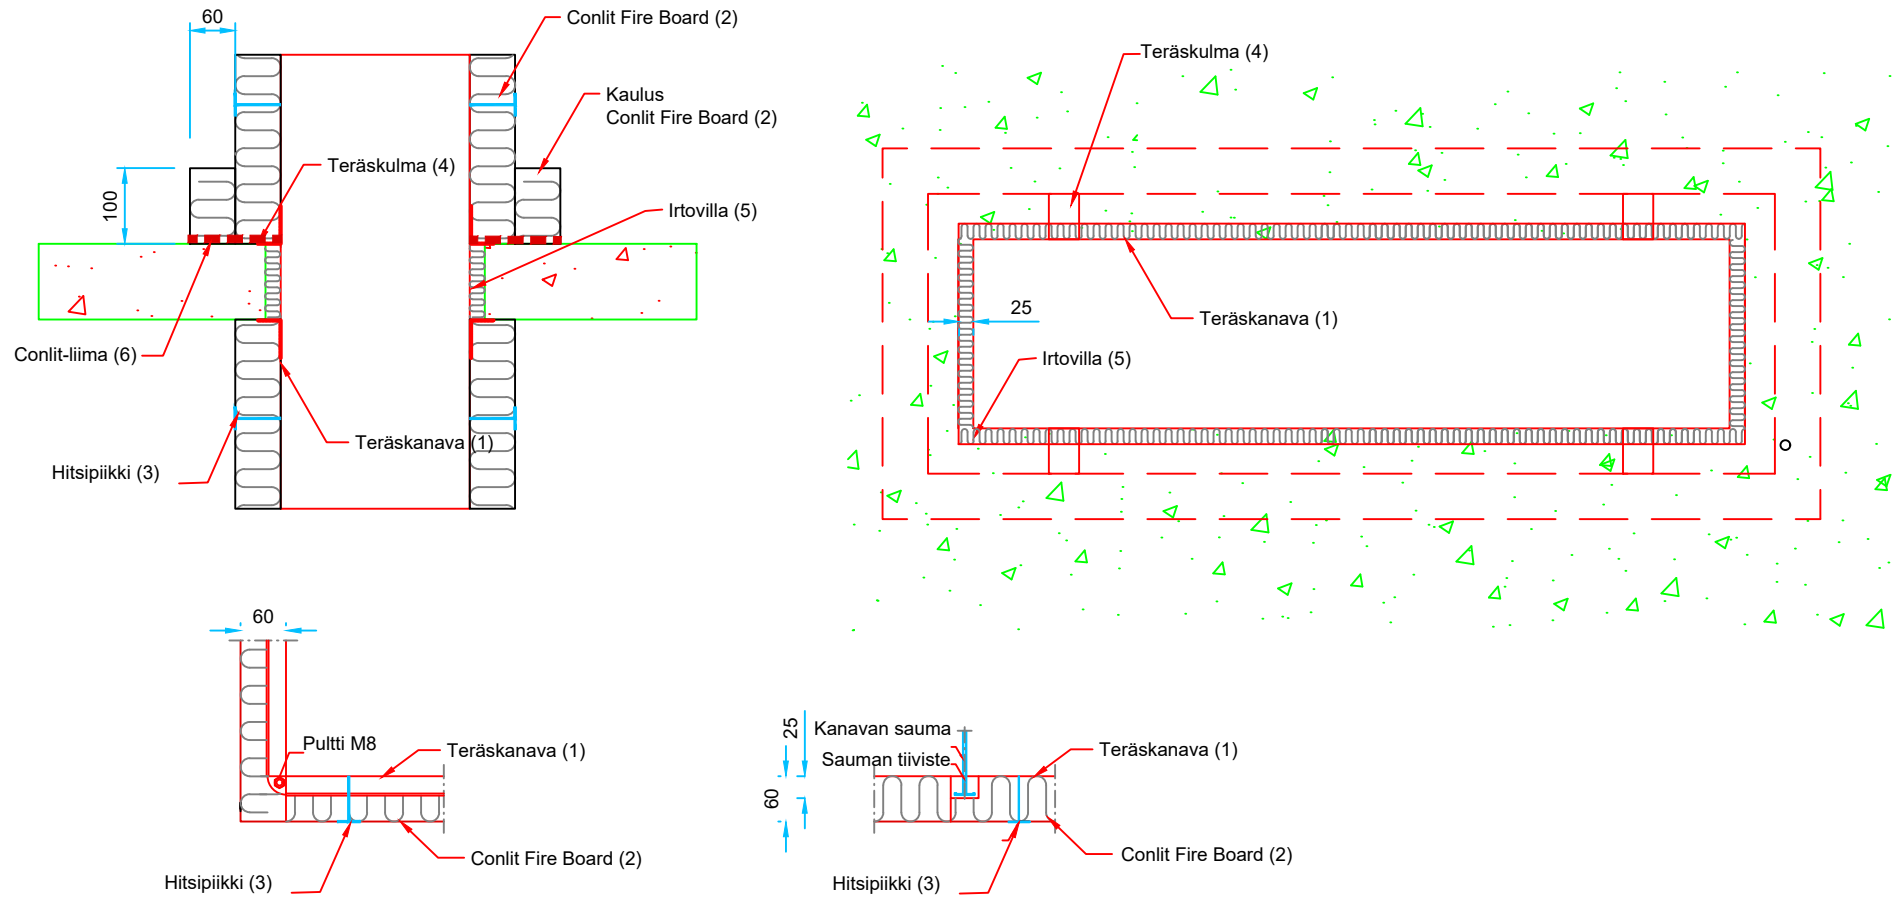 60
Conlit Fire Board (2)
Kaulus
Conlit Fire Board (2)
Teräskulma (4)
100
Irtovilla (5)
Conlit-liima (6)
Teräskanava (1)
Hitsipiikki (3)
Teräskulma (4)
25
Teräskanava (1)
Irtovilla (5)
60
Pultti M8
Teräskanava (1)
Conlit Fire Board (2)
Hitsipiikki (3)
25
60
Kanavan sauma
Sauman tiiviste
Teräskanava (1)
Conlit Fire Board (2)
Hitsipiikki (3)